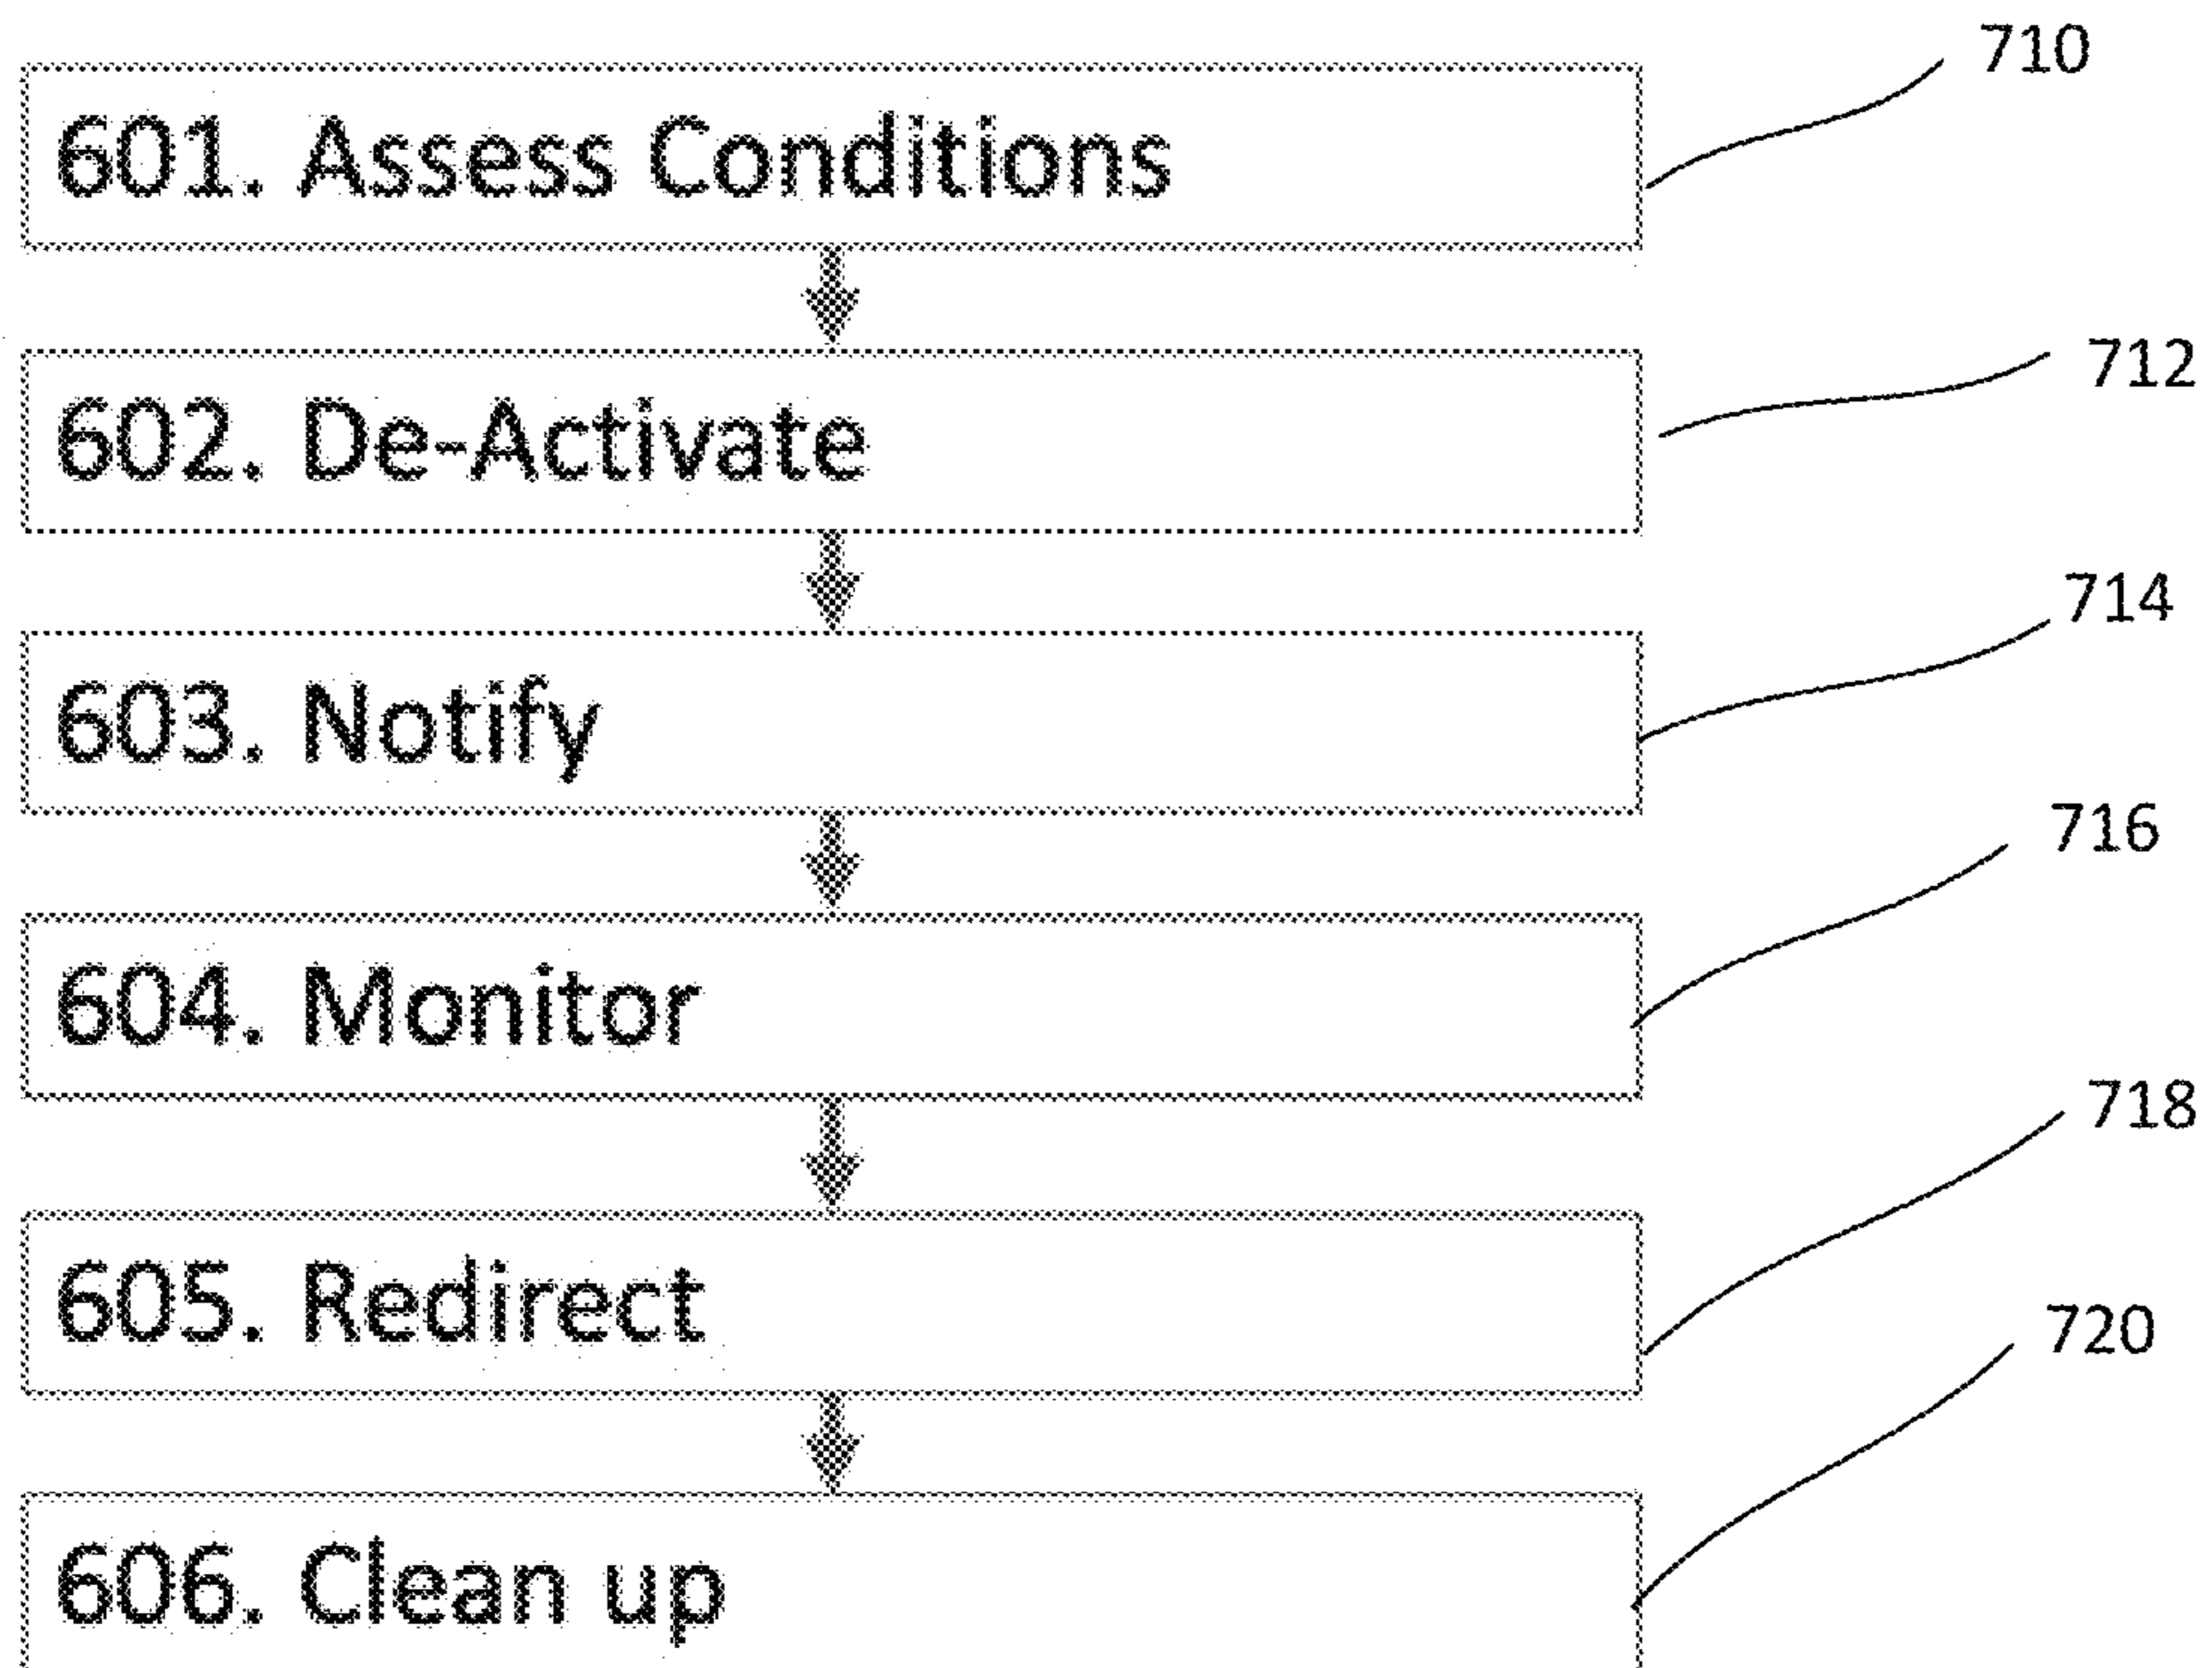 710
601. Assess Conditions
712
602. De-Activate
714
603. Notify
716
604. Monitor
718
605. Redirect
720
606. Clean up